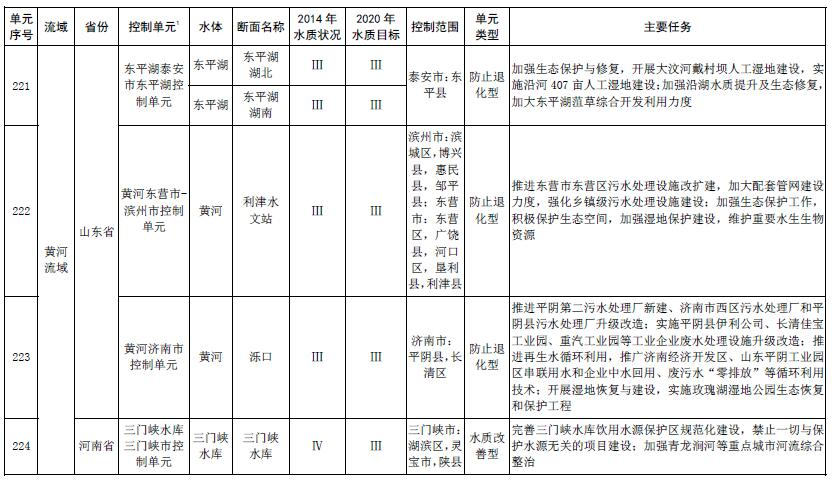 单元序号 流域 省份 控制单元¹ 水体 断面名称 2014年水质状况 2020年水质目标 控制范围 单元类型 主要任务
黄河流域
山东省
221
东平湖泰安
市东平湖控
制单元
东平湖 东平湖湖北 Ⅲ Ⅲ
东平湖 东平湖湖南 Ⅲ Ⅲ
泰安市：东
平县
防止退
化型
加强生态保护与修复，开展大汶河戴村坝人工湿地建设，实
施沿河407亩人工湿地建设；加强沿湖水质提升及生态修复，
加大东平湖菹草综合开发利用力度
222
黄河东营市-
滨州市控制
单元
黄河
利津水
文站
Ⅲ Ⅲ
滨州市：滨
城区，博兴
县，惠民
县，邹平
县；东营
市：东营
区，广饶
县，河口
区，垦利
县，利津县
防止退
化型
推进东营市东营区污水处理设施改扩建，加大配套管网建设
力度，强化乡镇级污水处理设施建设；加强生态保护工作，
积极保护生态空间，加强湿地保护建设，维护重要水生生物
资源
223
黄河济南市
控制单元
黄河 泺口 Ⅲ Ⅲ
济南市：
平阴县，长
清区
防止退
化型
推进平阴第二污水处理厂新建、济南市西区污水处理厂和平
阴县污水处理厂升级改造；实施平阴县伊利公司、长清佳宝
工业园、重汽工业园等工业企业废水处理设施升级改造；推
进再生水循环利用，推广济南经济开发区、山东平阴工业园
区串联用水和企业中水回用、废污水“零排放”等循环利用
技术；开展湿地恢复与建设，实施玫瑰湖湿地公园生态恢复
和保护工程
224
河南省
三门峡水库
三门峡市控
制单元
三门峡
水库
三门峡
水库
Ⅳ Ⅲ
三门峡市：
湖滨区，灵
宝市，陕县
水质改
善型
完善三门峡水库饮用水源保护区规范化建设，禁止一切与保
护水源无关的项目建设；加强青龙涧河等重点城市河流综合
整治